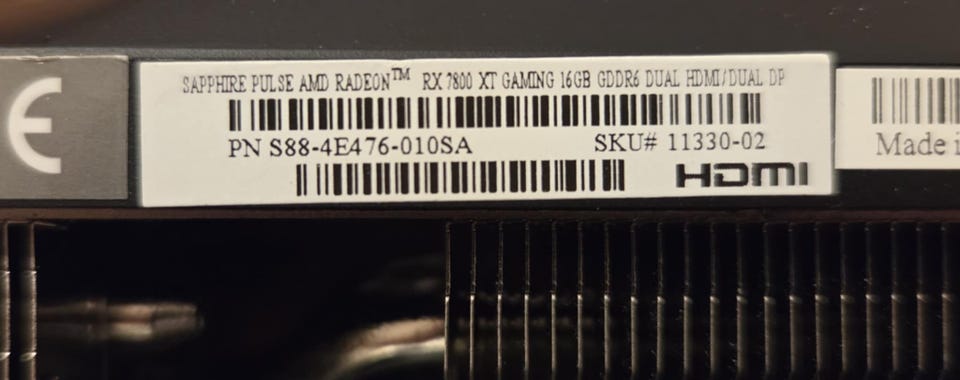 SAPPHIRE PULSE AMD RADEON™ RX 7800 XT GAMING 16GB GDDR6 DUAL HDMI/DUAL DP
PN S88-4E476-010SA SKU# 11330-02
HDMI
CE
Made